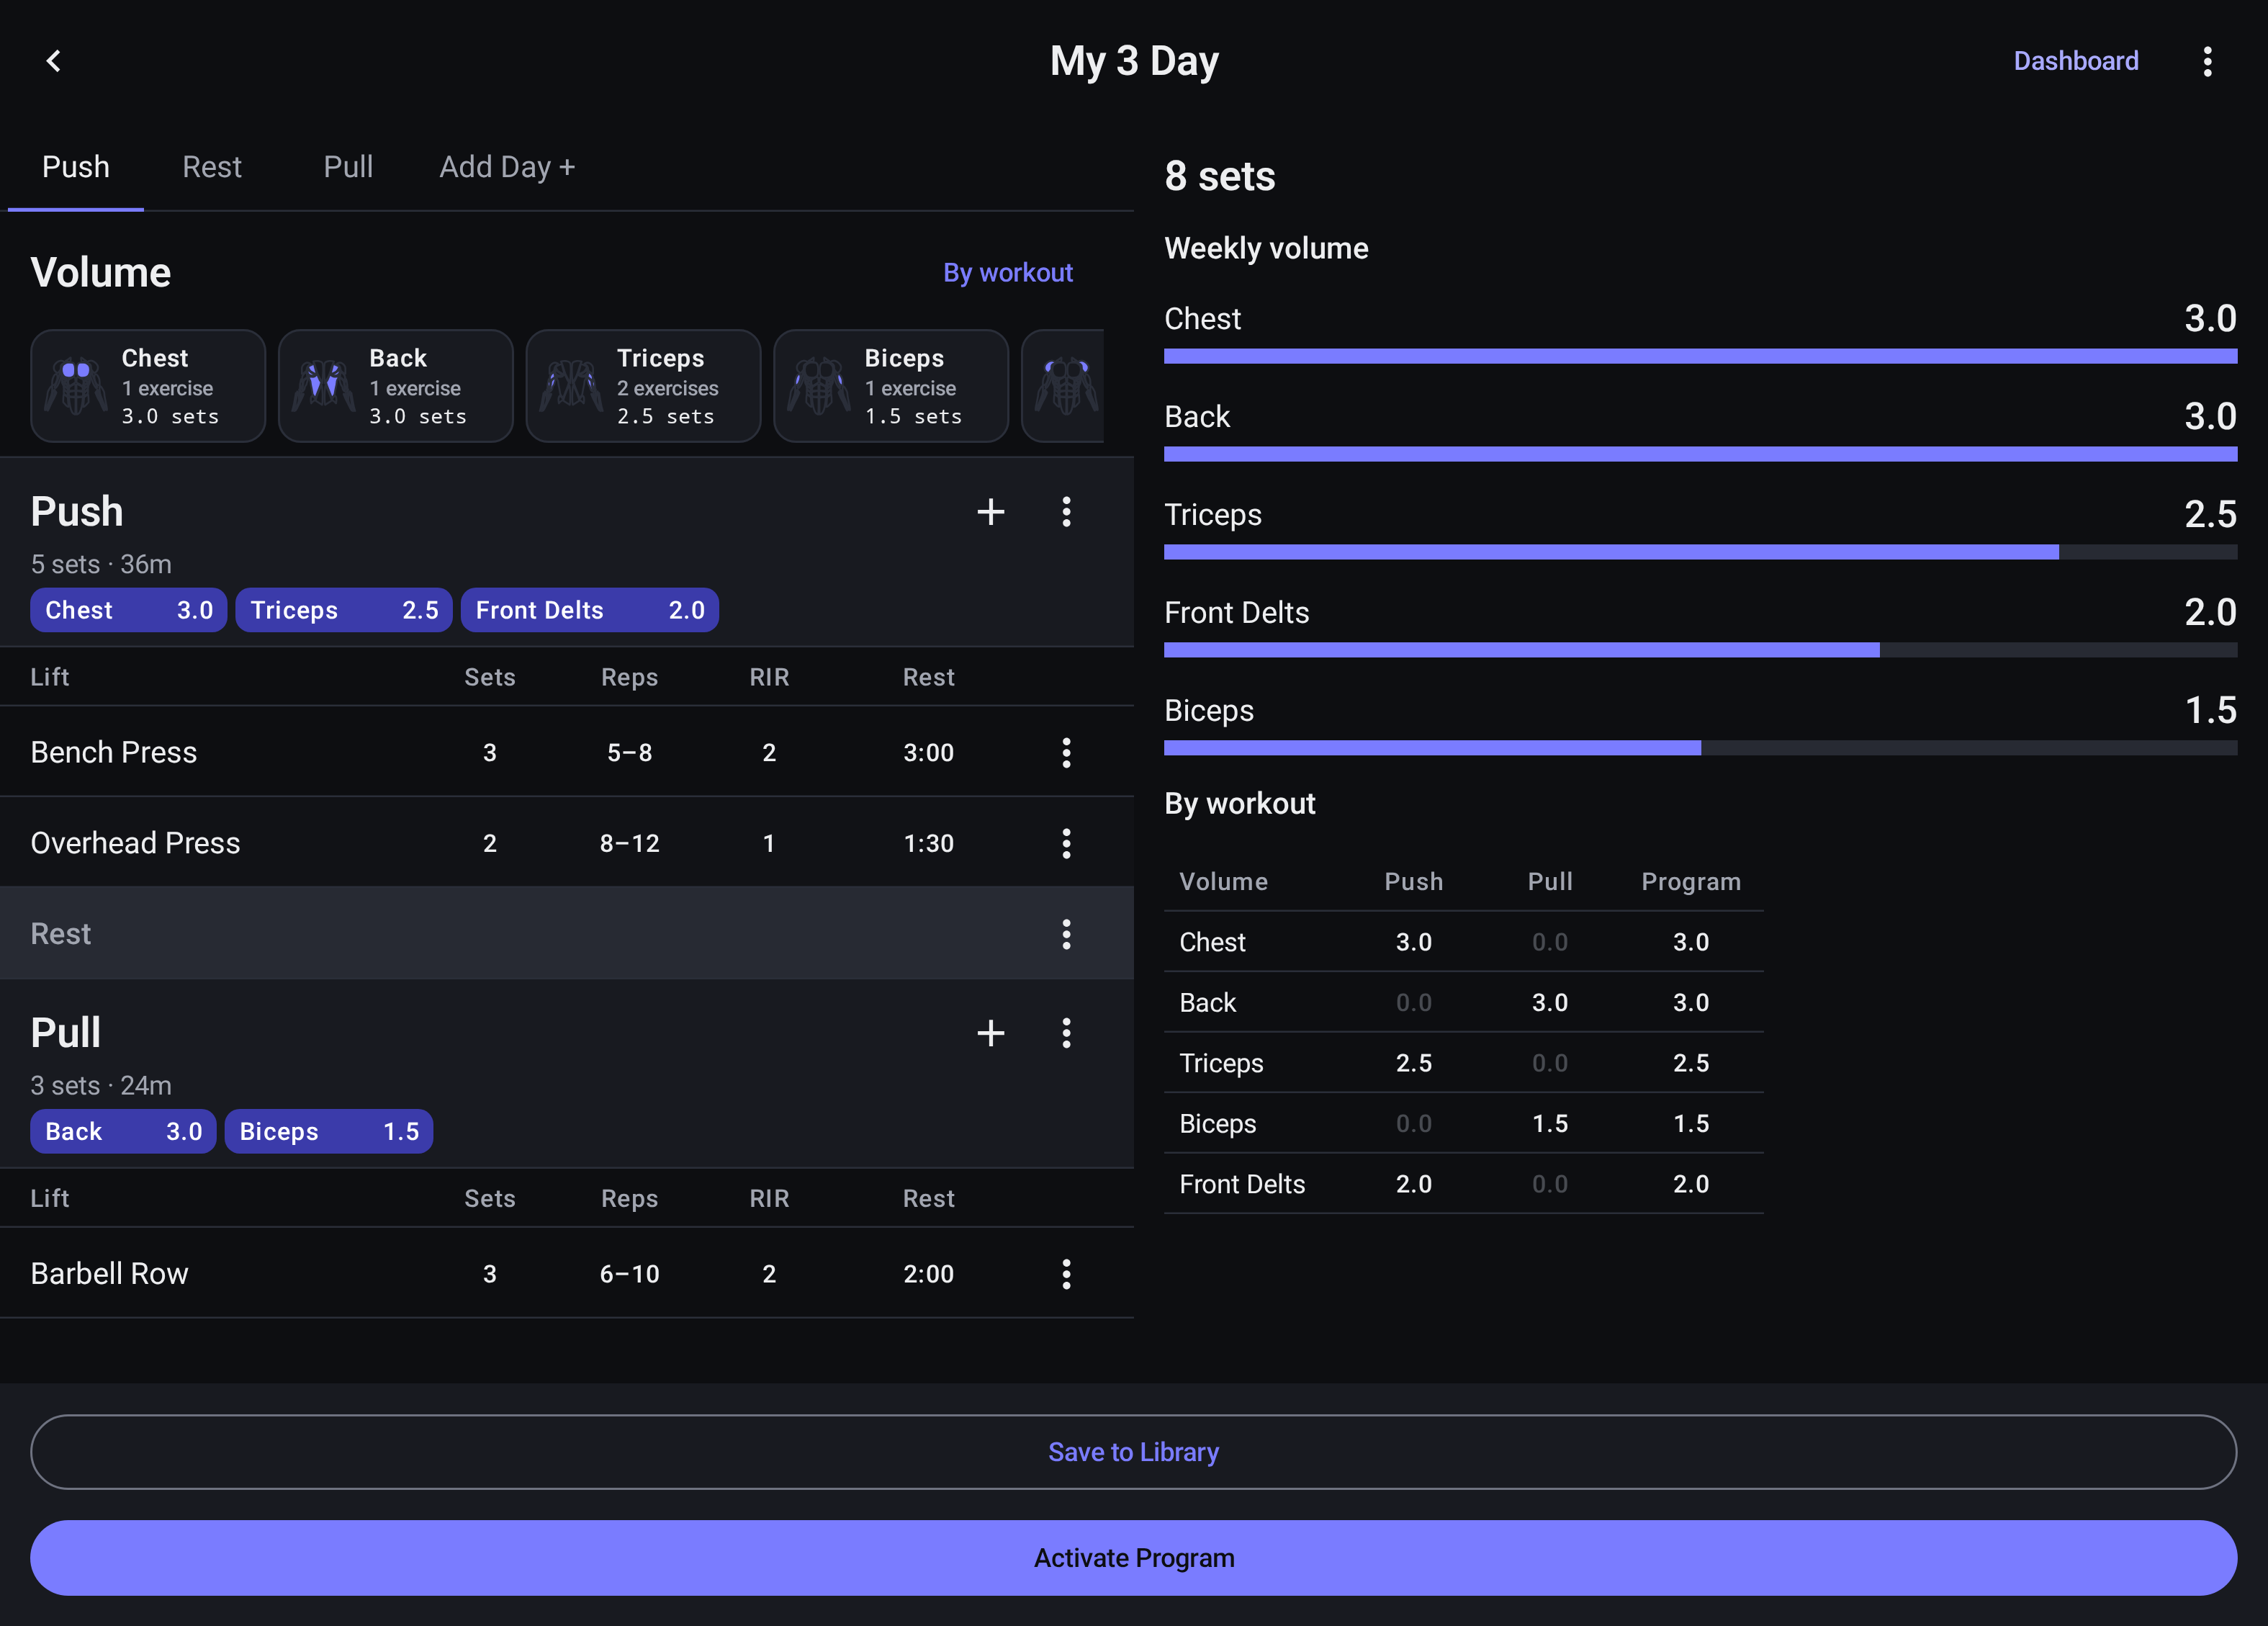 My 3 Day
Dashboard
Push Rest Pull Add Day +
Volume
By workout
Chest
1 exercise
3.0 sets
Back
1 exercise
3.0 sets
Triceps
2 exercises
2.5 sets
Biceps
1 exercise
1.5 sets
Push
5 sets · 36m
Chest 3.0 Triceps 2.5 Front Delts 2.0
Lift Sets Reps RIR Rest
Bench Press 3 5–8 2 3:00
Overhead Press 2 8–12 1 1:30
Rest
Pull
3 sets · 24m
Back 3.0 Biceps 1.5
Lift Sets Reps RIR Rest
Barbell Row 3 6–10 2 2:00
8 sets
Weekly volume
Chest 3.0
Back 3.0
Triceps 2.5
Front Delts 2.0
Biceps 1.5
By workout
Volume Push Pull Program
Chest 3.0 0.0 3.0
Back 0.0 3.0 3.0
Triceps 2.5 0.0 2.5
Biceps 0.0 1.5 1.5
Front Delts 2.0 0.0 2.0
Save to Library
Activate Program